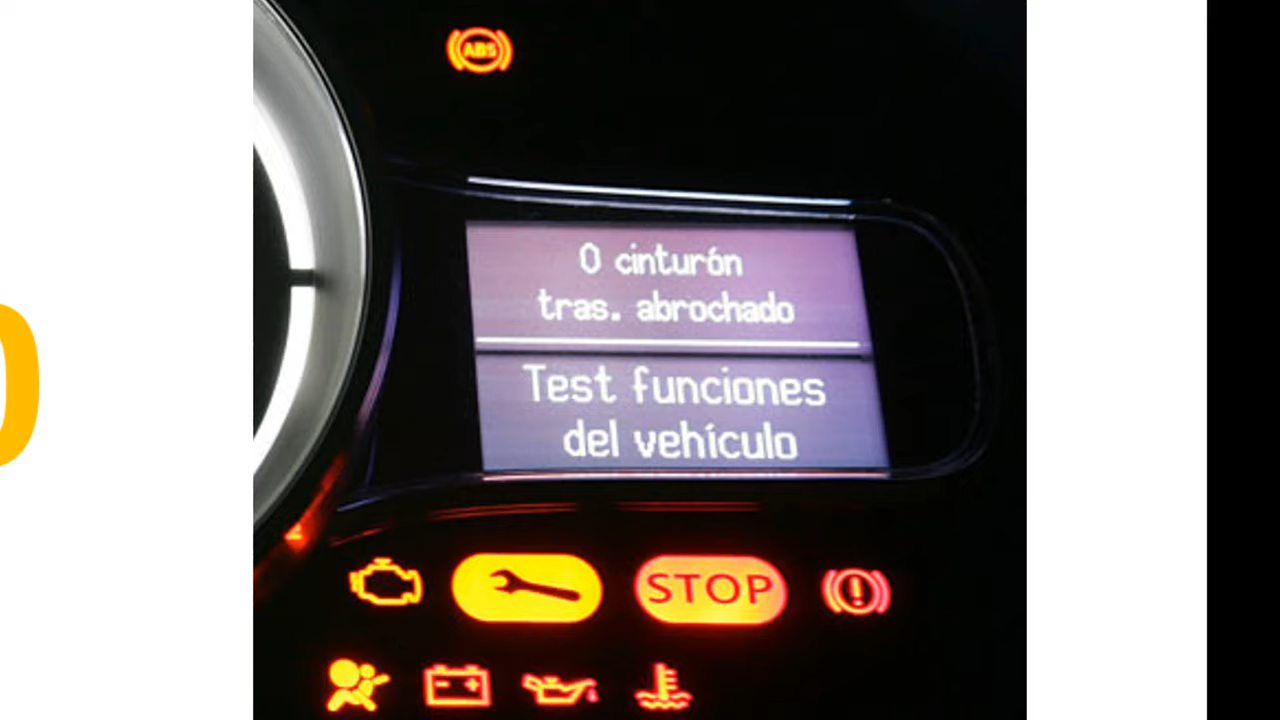 ABS
0 cinturón
tras. abrochado
Test funciones
del vehículo
STOP